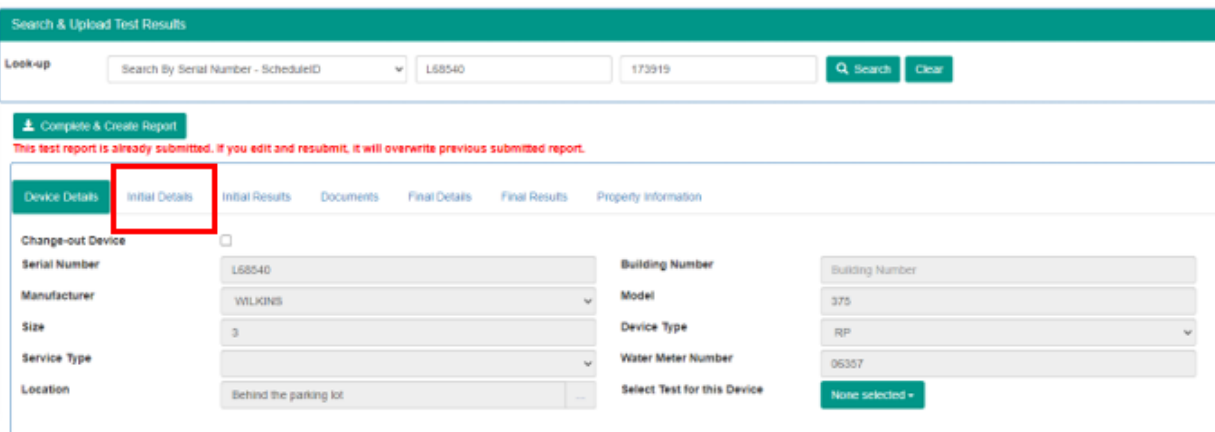 Search & Upload Test Results
Look-up Search By Serial Number - ScheduleID L68540 173919 Search Clear
Complete & Create Report
This test report is already submitted. If you edit and resubmit, it will overwrite previous submitted report.
Device Details Initial Details Initial Results Documents Final Details Final Results Property Information
Change-out Device
Serial Number L68540 Building Number Building Number
Manufacturer WILKINS Model 375
Size 3 Device Type RP
Service Type Water Meter Number 06357
Location Behind the parking lot ... Select Test for this Device None selected